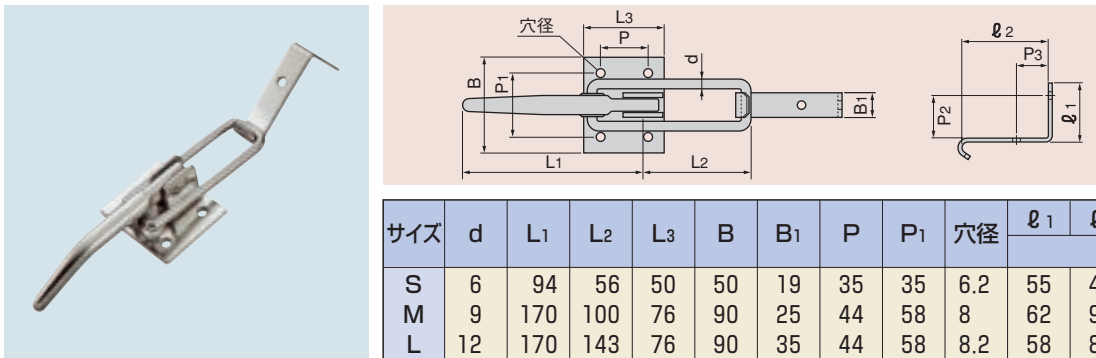 穴径
L3
P
d
B
P1
B1
L1
L2
ℓ2
P3
P2
ℓ1
サイズ d L1 L2 L3 B B1 P P1 穴径 ℓ1
S 6 94 56 50 50 19 35 35 6.2 55
M 9 170 100 76 90 25 44 58 8 62
L 12 170 143 76 90 35 44 58 8.2 58